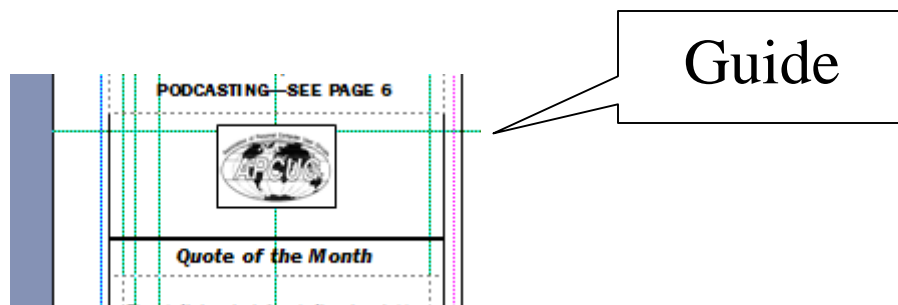 Guide
PODCASTING—SEE PAGE 6
APCUG
Quote of the Month